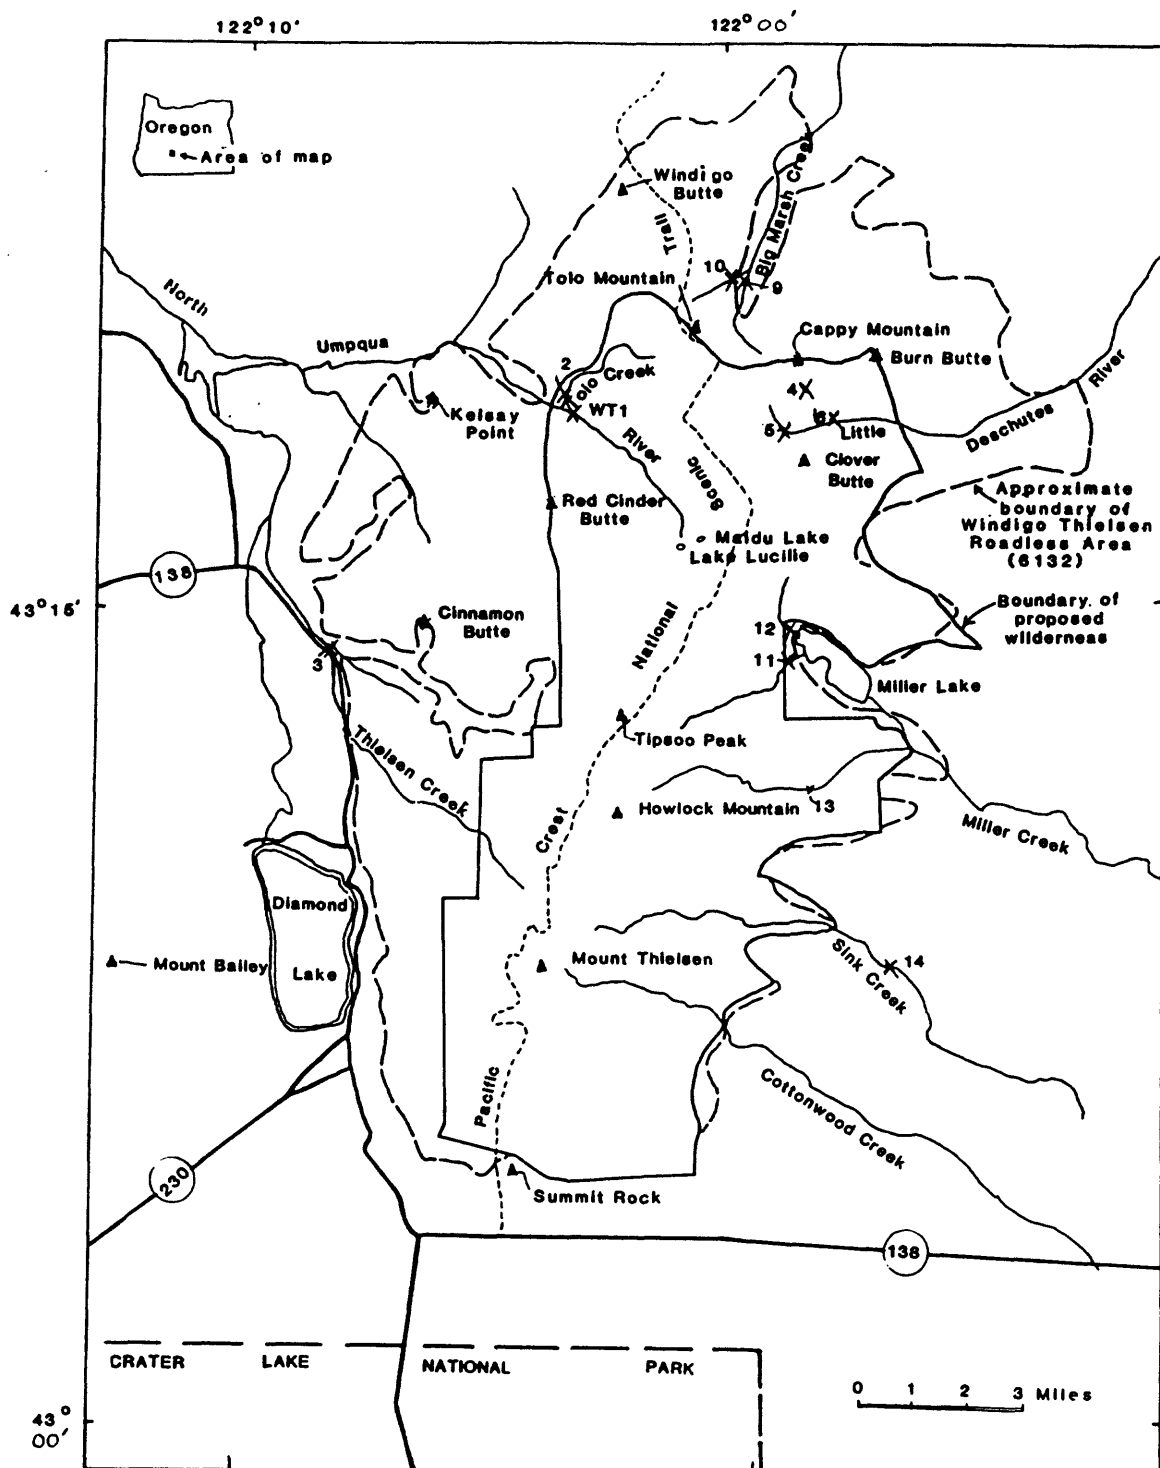 122° 10'
122° 00'
Oregon
Area of map
Windigo
Butte
Trail
Big Marsh Creek
North
10
9
Tolo Mountain
Umpqua
Cappy Mountain
Burn Butte
River
2
Tolo Creek
WT1
4
Kelsay
Point
River
5
6
Little
Deschutes
Scenic
Clover
Butte
Red Cinder
Butte
Approximate
boundary of
Windigo Thielsen
Roadless Area
(6132)
Maidu Lake
Lake Lucille
138
43° 15'
Cinnamon
Butte
National
Boundary of
proposed
wilderness
12
3
11
Miller Lake
Tipsoo Peak
Thielsen Creek
Howlock Mountain
13
Crest
Miller Creek
Diamond
Lake
Mount Bailey
Mount Thielsen
Sink Creek
14
Pacific
Cottonwood Creek
230
Summit Rock
138
CRATER LAKE NATIONAL PARK
0 1 2 3 Miles
43°
00'